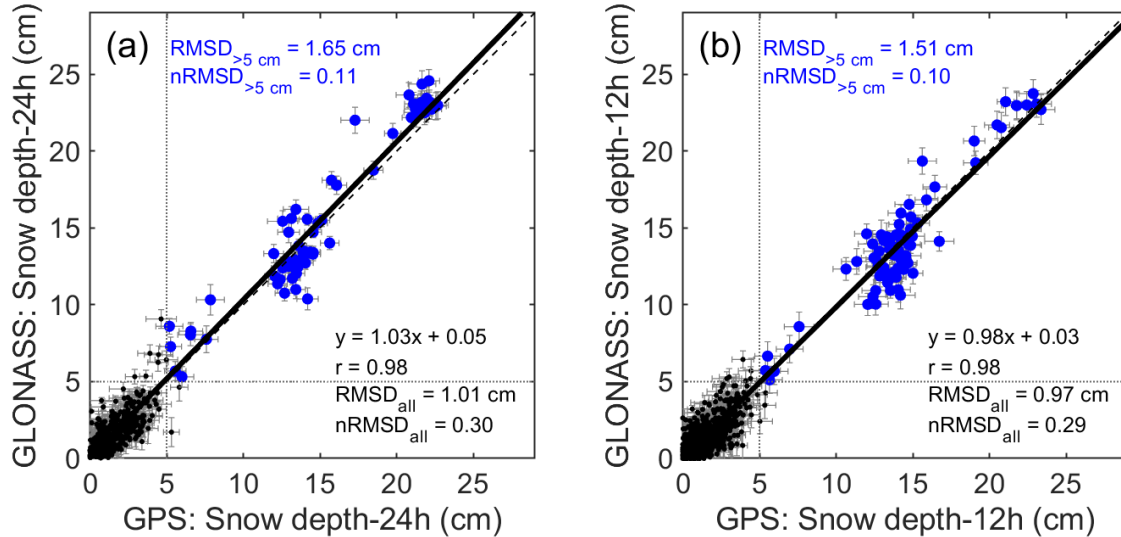 (a)
RMSD>5 cm = 1.65 cm
nRMSD>5 cm = 0.11
GLONASS: Snow depth-24h (cm)
25
20
15
10
5
0
y = 1.03x + 0.05
r = 0.98
RMSDall = 1.01 cm
nRMSDall = 0.30
0 5 10 15 20 25
GPS: Snow depth-24h (cm)
(b)
RMSD>5 cm = 1.51 cm
nRMSD>5 cm = 0.10
GLONASS: Snow depth-12h (cm)
25
20
15
10
5
0
y = 0.98x + 0.03
r = 0.98
RMSDall = 0.97 cm
nRMSDall = 0.29
0 5 10 15 20 25
GPS: Snow depth-12h (cm)